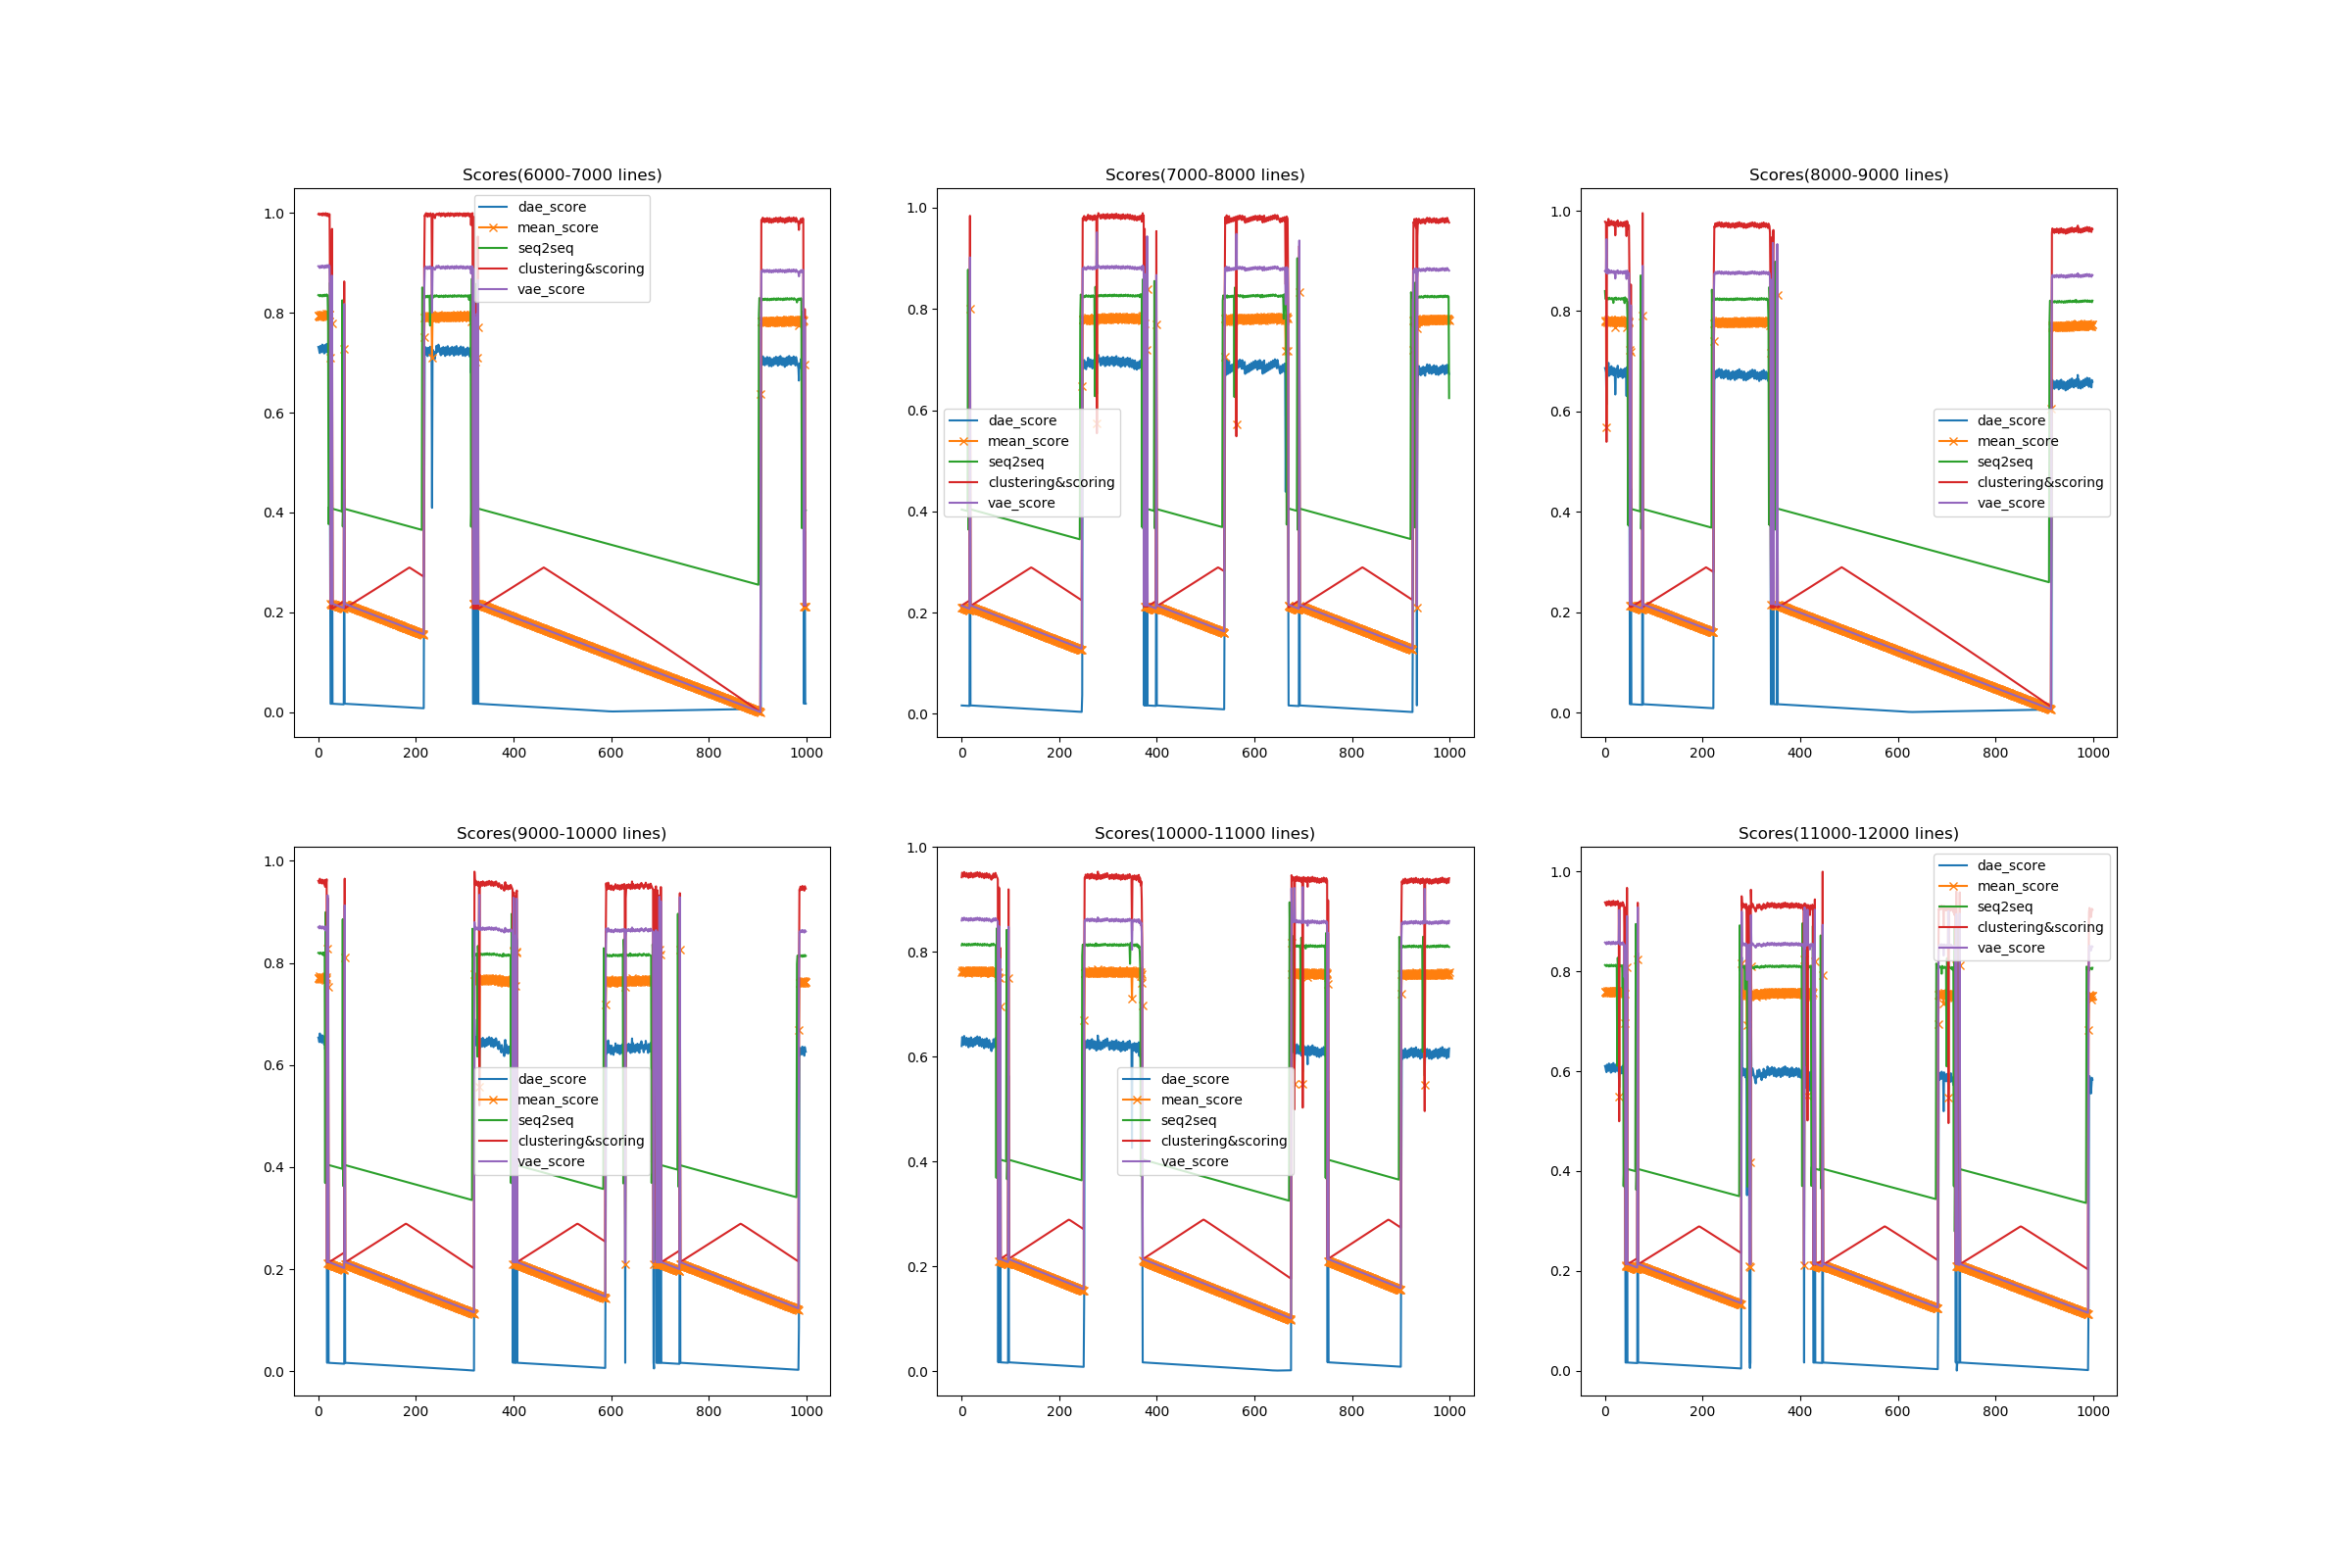 Scores(6000-7000 lines)
1.0
0.8
0.6
0.4
0.2
0.0
0 200 400 600 800 1000
dae_score
mean_score
seq2seq
clustering&scoring
vae_score
Scores(7000-8000 lines)
1.0
0.8
0.6
0.4
0.2
0.0
0 200 400 600 800 1000
dae_score
mean_score
seq2seq
clustering&scoring
vae_score
Scores(8000-9000 lines)
1.0
0.8
0.6
0.4
0.2
0.0
0 200 400 600 800 1000
dae_score
mean_score
seq2seq
clustering&scoring
vae_score
Scores(9000-10000 lines)
1.0
0.8
0.6
0.4
0.2
0.0
0 200 400 600 800 1000
dae_score
mean_score
seq2seq
clustering&scoring
vae_score
Scores(10000-11000 lines)
1.0
0.8
0.6
0.4
0.2
0.0
0 200 400 600 800 1000
dae_score
mean_score
seq2seq
clustering&scoring
vae_score
Scores(11000-12000 lines)
1.0
0.8
0.6
0.4
0.2
0.0
0 200 400 600 800 1000
dae_score
mean_score
seq2seq
clustering&scoring
vae_score